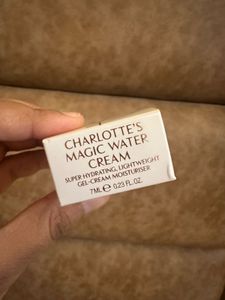 CHARLOTTE'S
MAGIC WATER
CREAM
SUPER HYDRATING, LIGHTWEIGHT
GEL-CREAM MOISTURISER
7ML ℮ 0.23 FL. OZ.